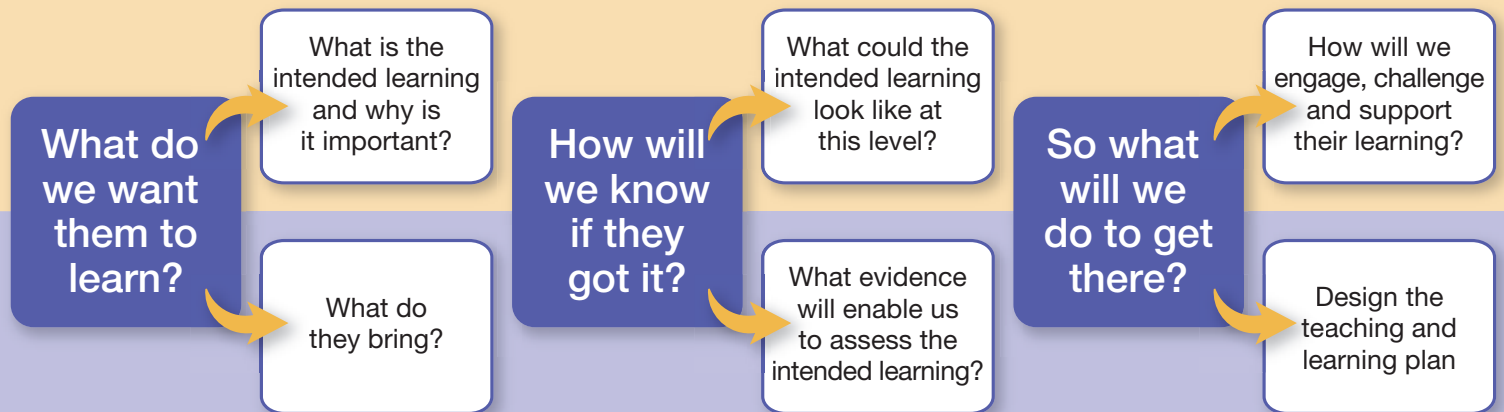 What do
we want
them to
learn?
What is the
intended learning
and why is
it important?
What do
they bring?
How will
we know
if they
got it?
What could the
intended learning
look like at
this level?
What evidence
will enable us
to assess the
intended learning?
So what
will we
do to get
there?
How will we
engage, challenge
and support
their learning?
Design the
teaching and
learning plan